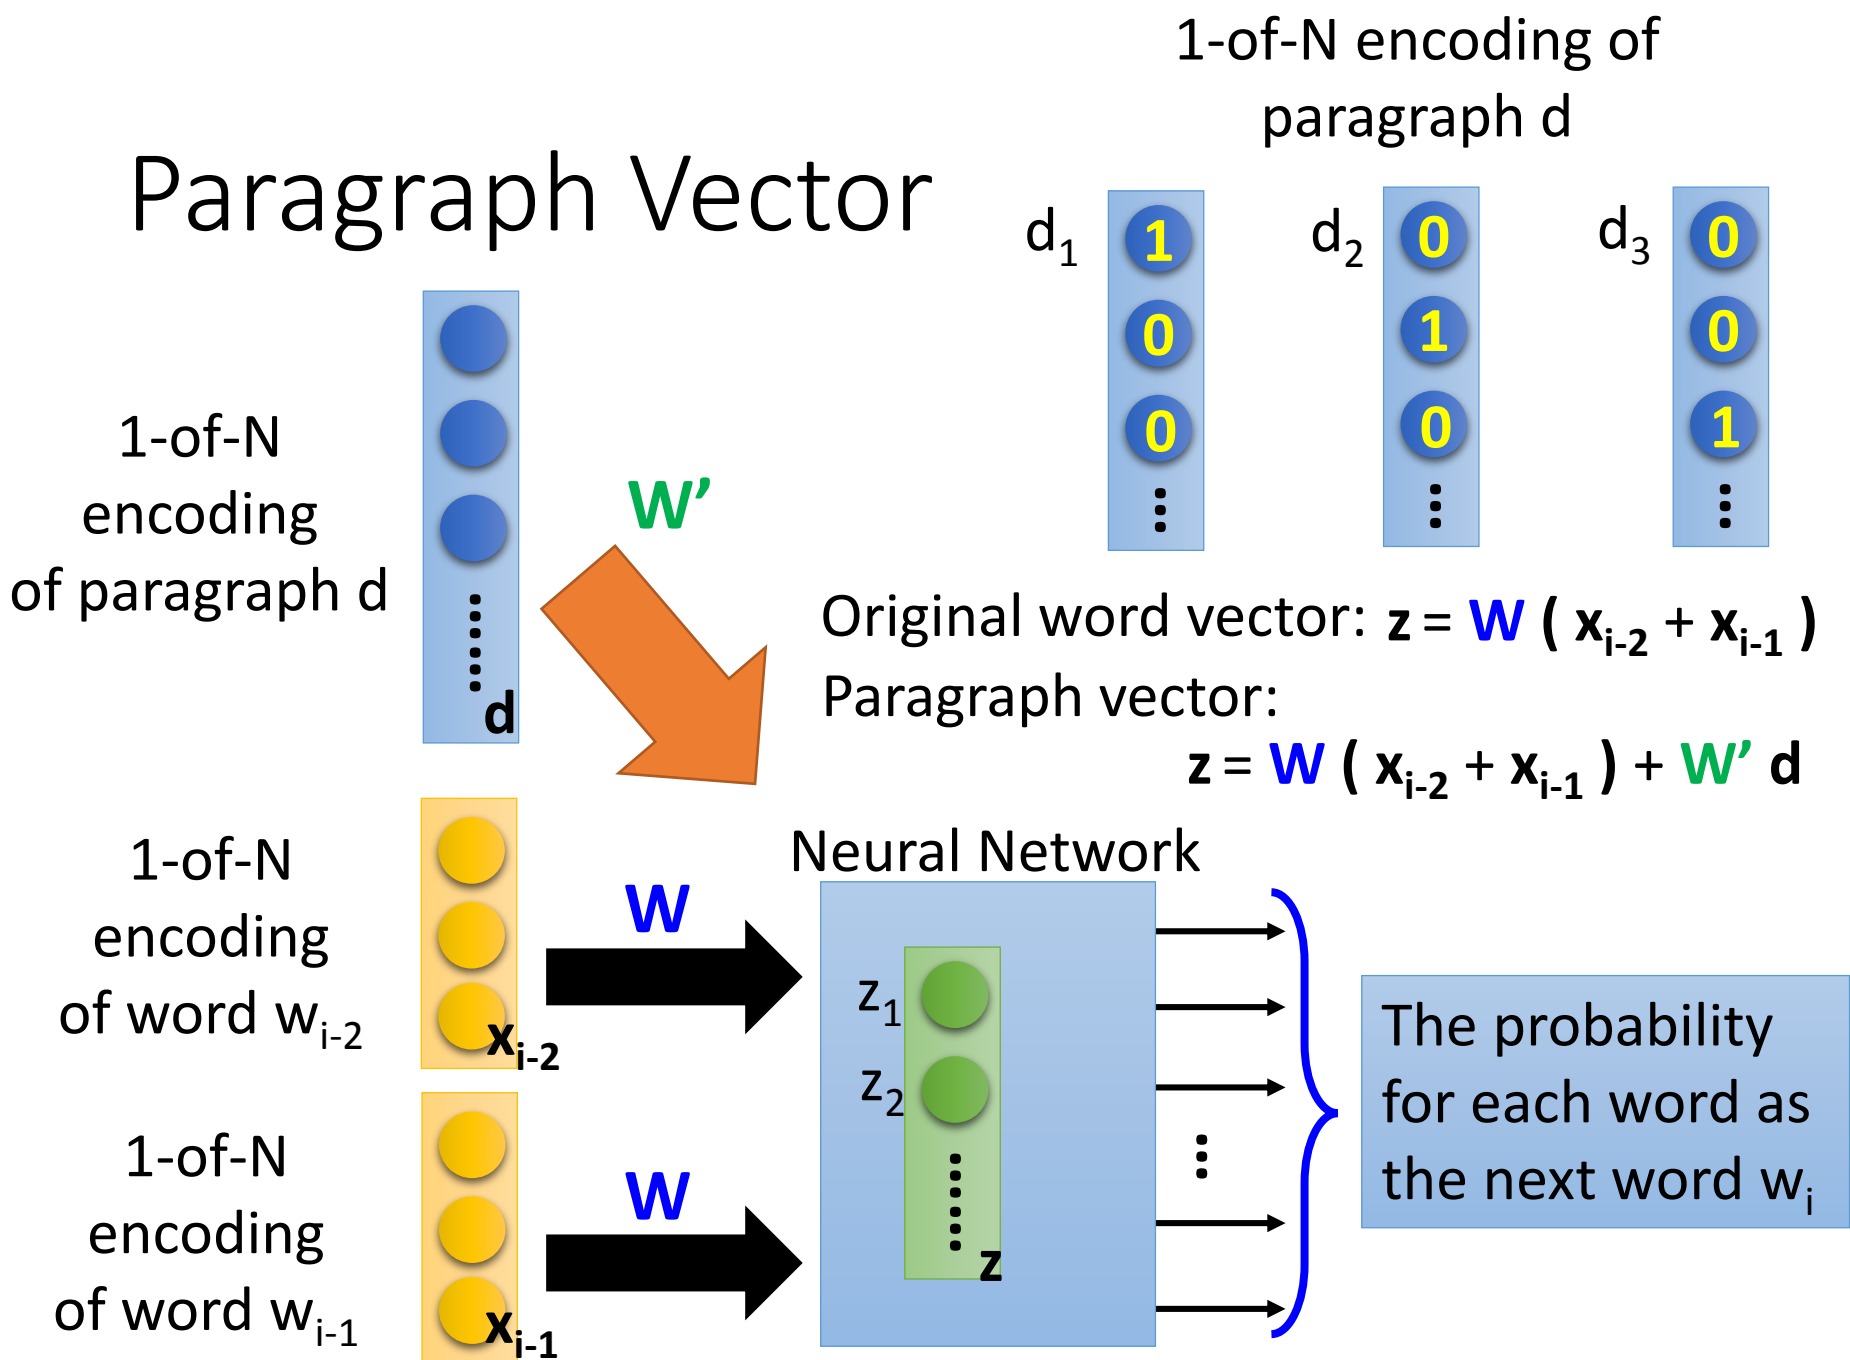 Paragraph Vector
1-of-N encoding of
paragraph d
d1
1
0
0
d2
0
1
0
d3
0
0
1
1-of-N
encoding
of paragraph d
d
W’
Original word vector: z = W ( xi-2 + xi-1 )
Paragraph vector:
z = W ( xi-2 + xi-1 ) + W’ d
1-of-N
encoding
of word wi-2
xi-2
W
1-of-N
encoding
of word wi-1
xi-1
W
Neural Network
z1
z2
z
The probability
for each word as
the next word wi